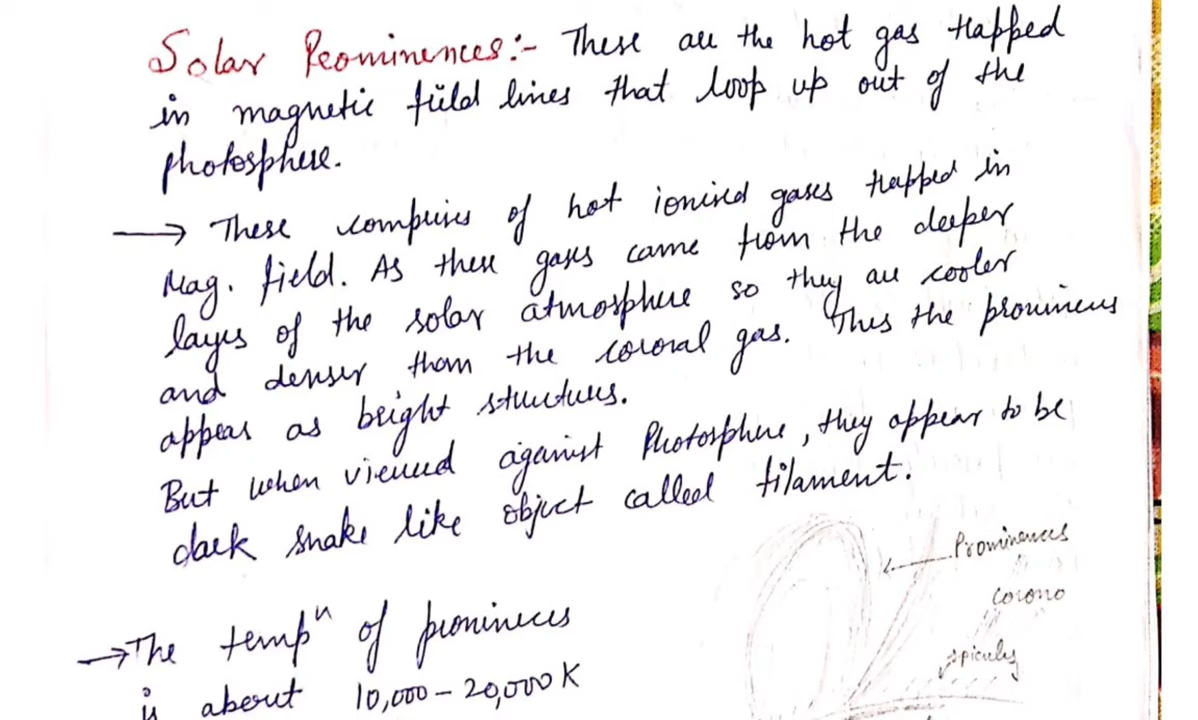 Solar Prominences:- These are the hot gas trapped
in magnetic field lines that loop up out of the
photosphere.
→ These comprises of hot ionised gases trapped in
Mag. field. As these gases came from the deeper
layes of the solar atmosphere so they are cooler
and denser than the coronal gas. Thus the prominens
appear as bright structures.
But when viewed against Photosphere, they appear to be
dark snake like object called filament.
Prominences
corono
spicules
→ The tempⁿ of promineces
is about 10,000 - 20,000 K